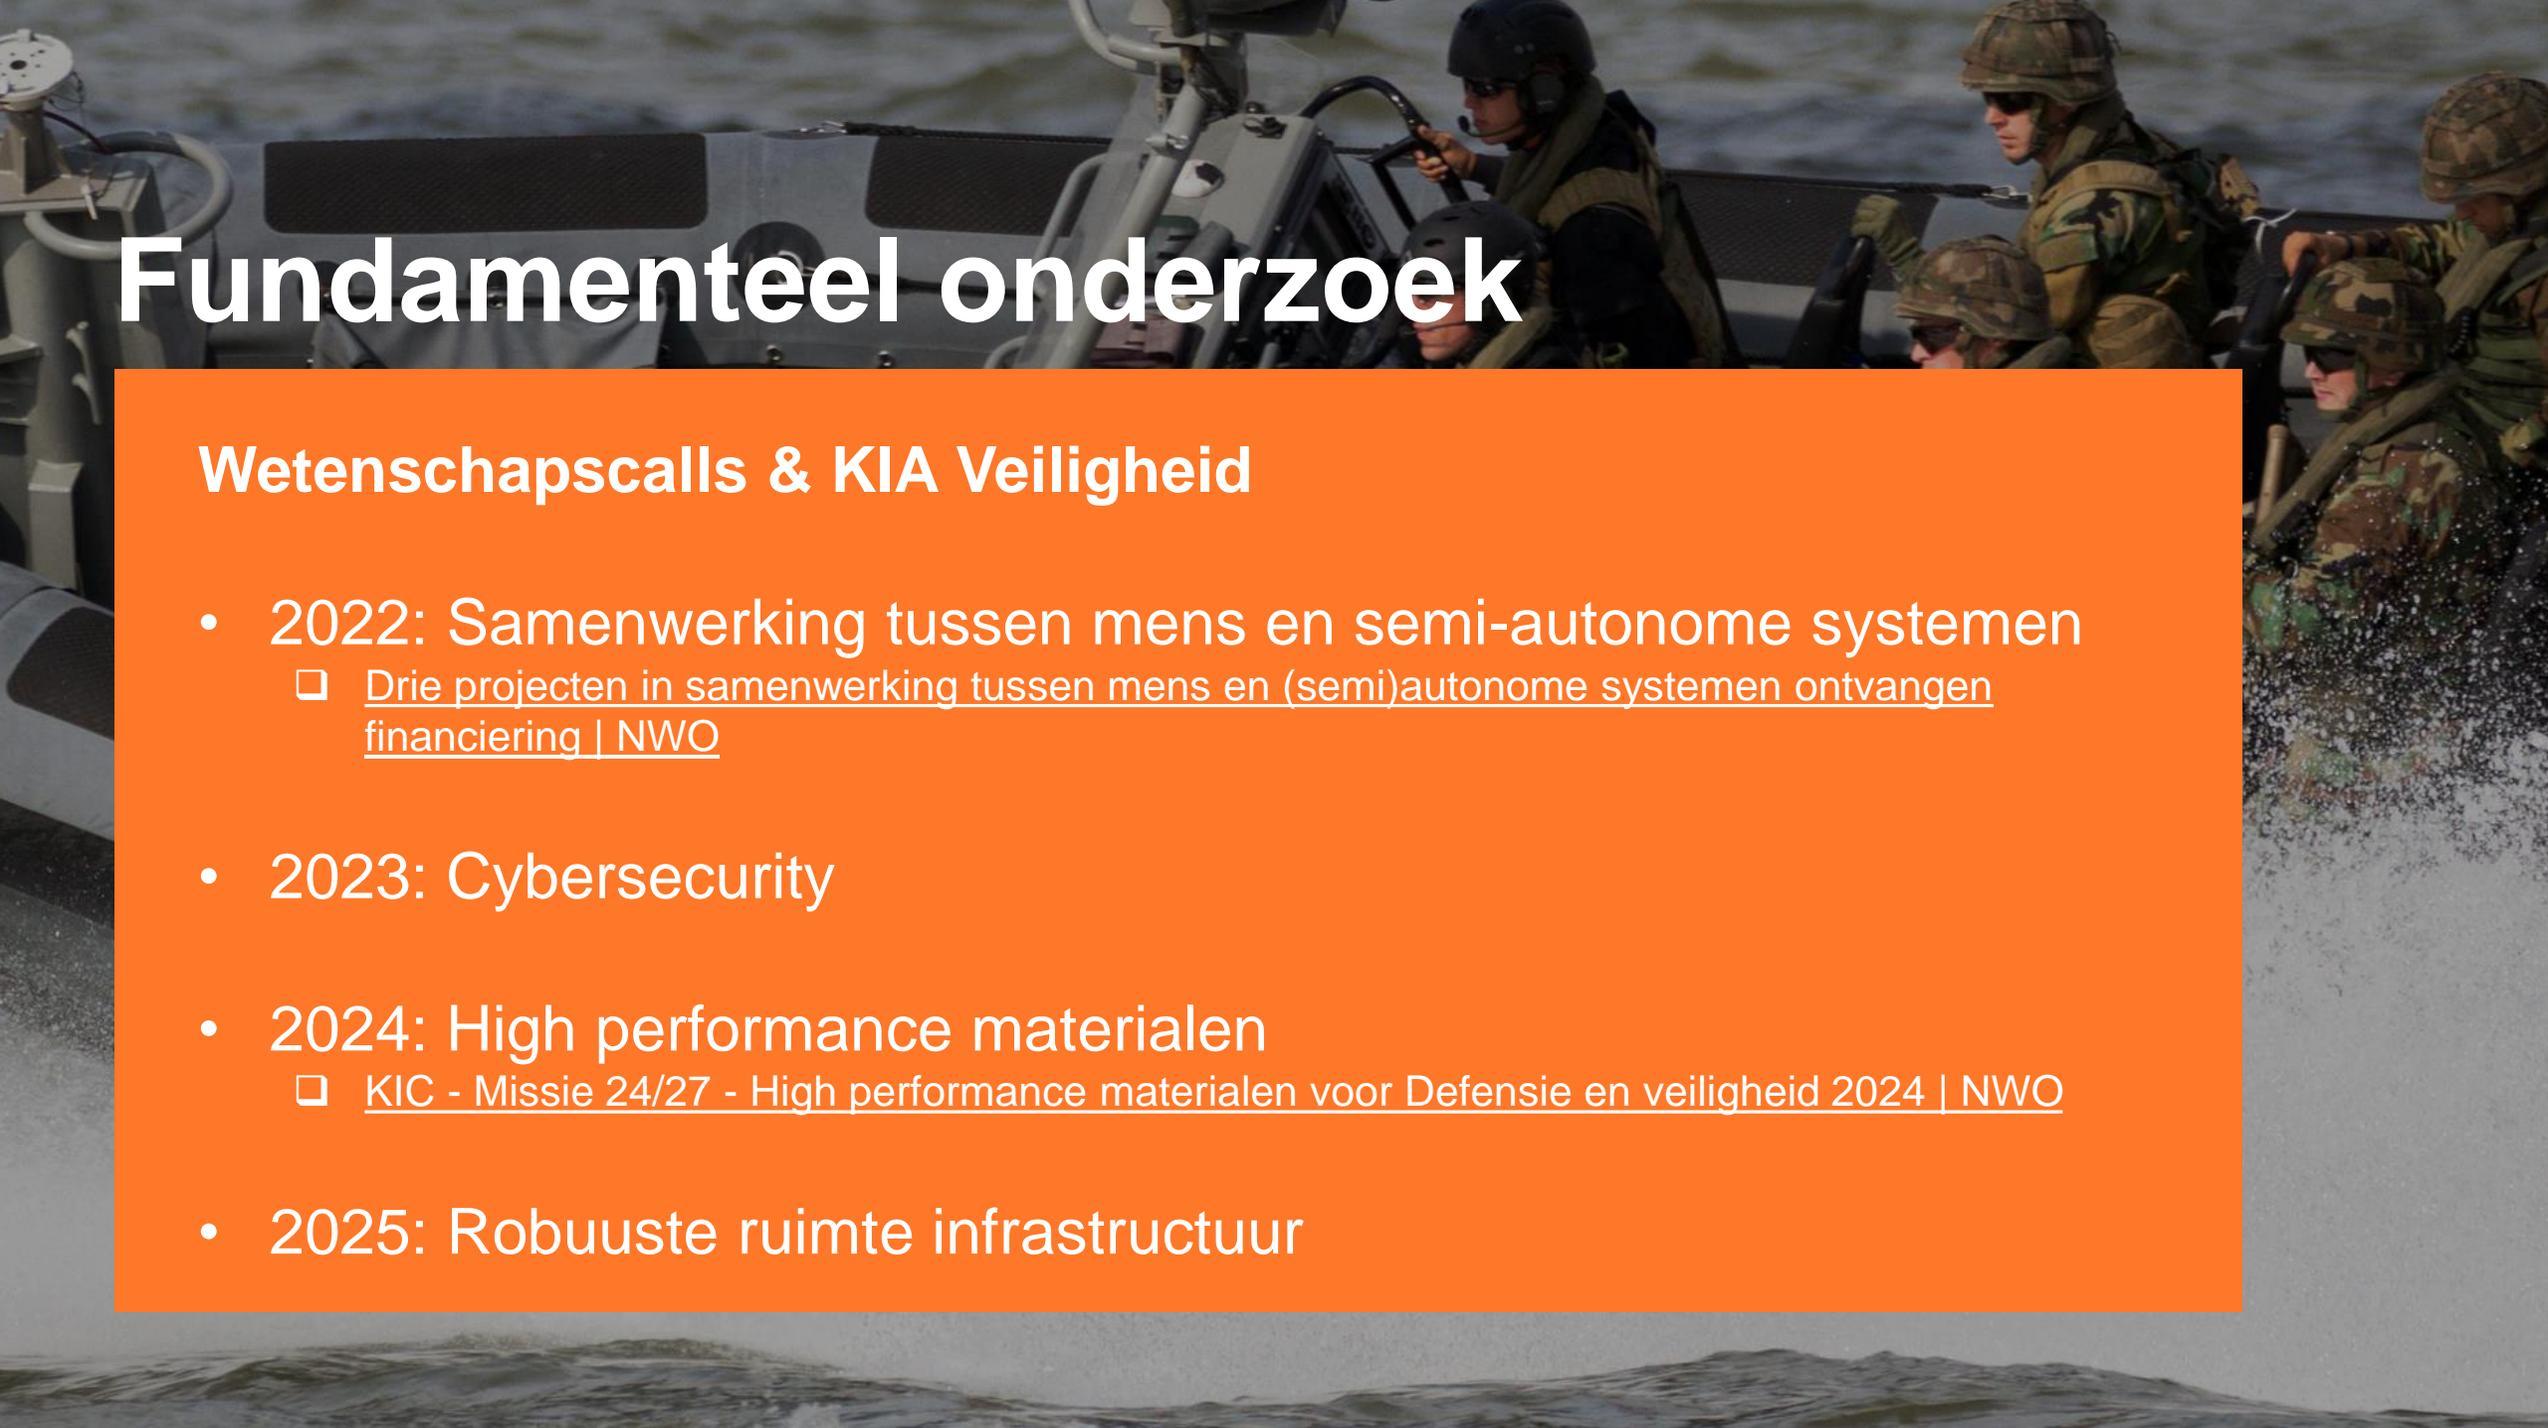 Fundamenteel onderzoek
Wetenschapscalls & KIA Veiligheid
• 2022: Samenwerking tussen mens en semi-autonome systemen
❑ Drie projecten in samenwerking tussen mens en (semi)autonome systemen ontvangen
financiering | NWO
• 2023: Cybersecurity
• 2024: High performance materialen
❑ KIC - Missie 24/27 - High performance materialen voor Defensie en veiligheid 2024 | NWO
• 2025: Robuuste ruimte infrastructuur